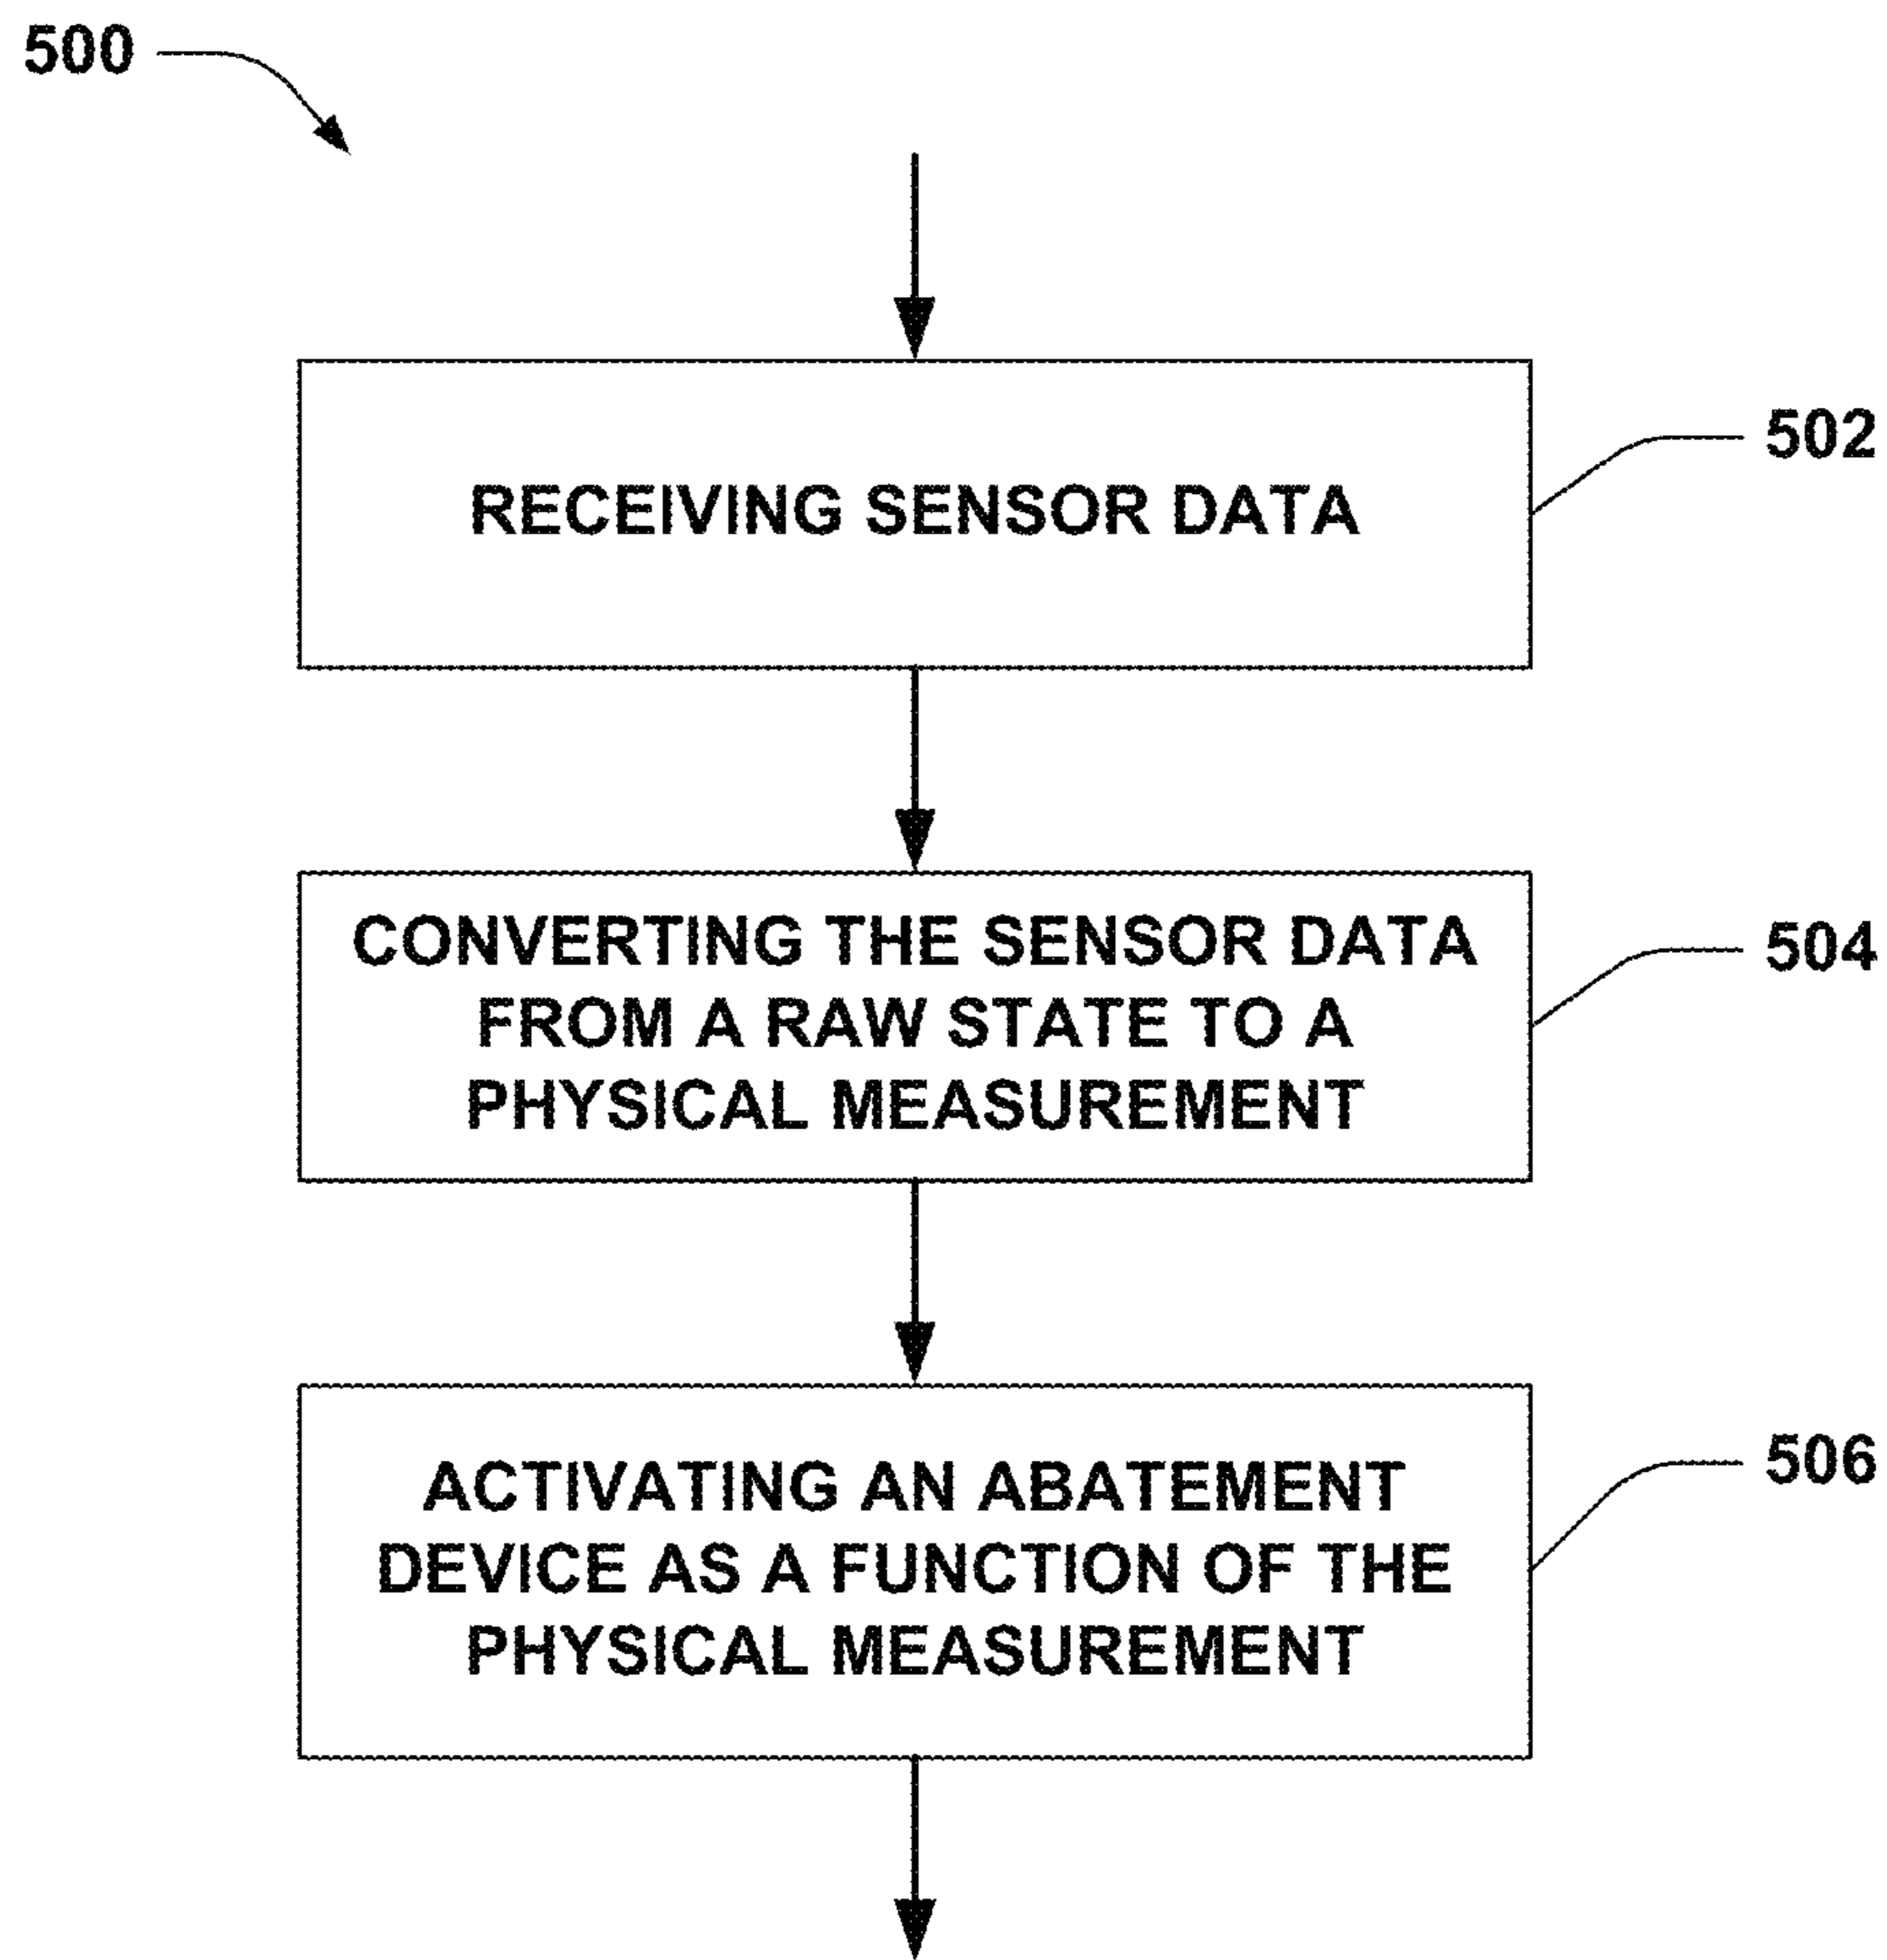 500
RECEIVING SENSOR DATA
502
CONVERTING THE SENSOR DATA
FROM A RAW STATE TO A
PHYSICAL MEASUREMENT
504
ACTIVATING AN ABATEMENT
DEVICE AS A FUNCTION OF THE
PHYSICAL MEASUREMENT
506